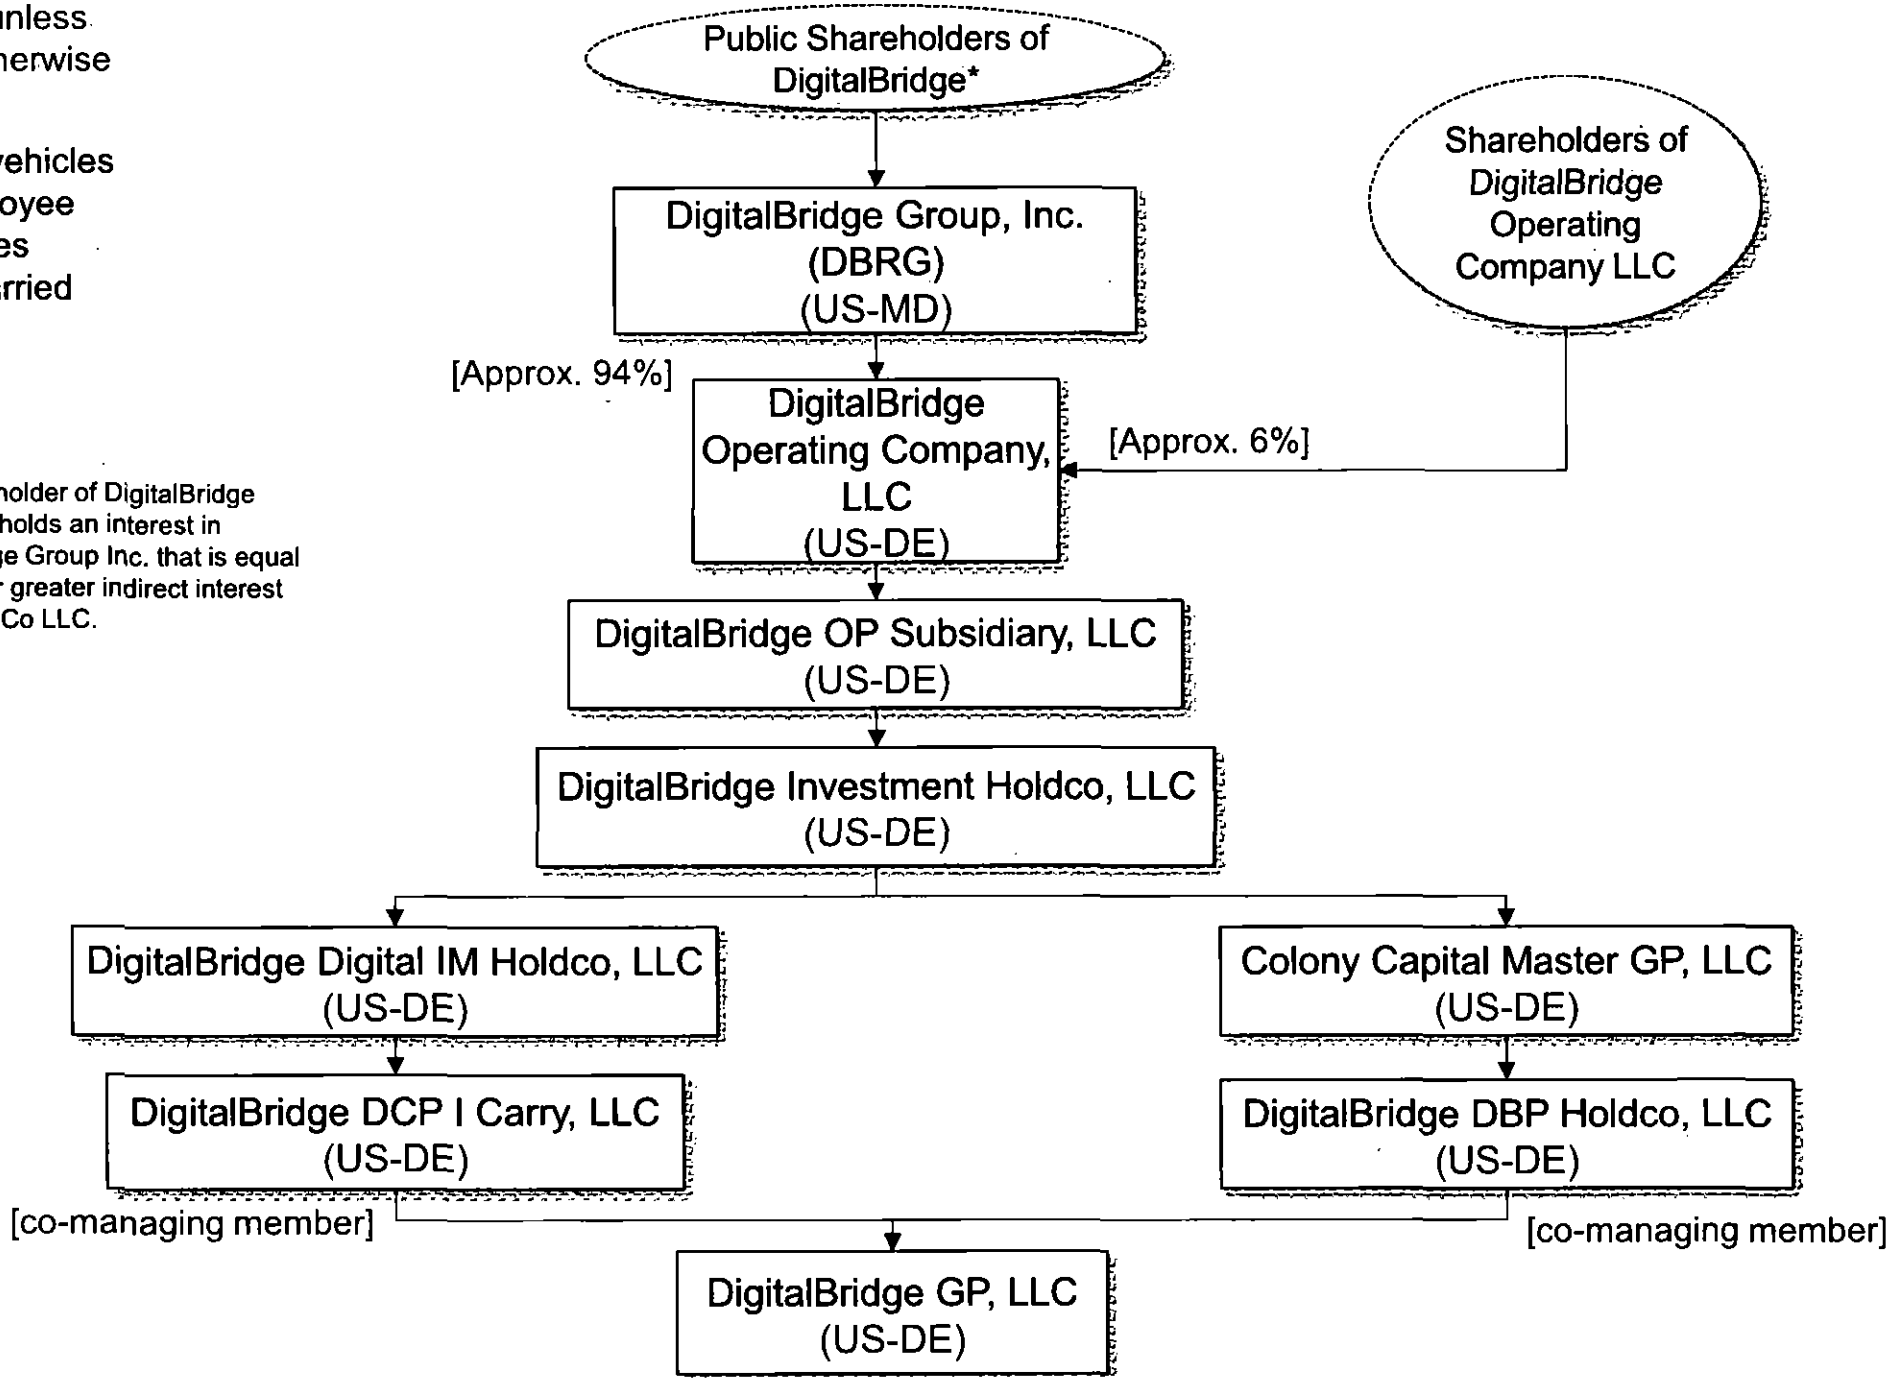 unless
herwise
vehicles
oyee
es
rried
holder of DigitalBridge
holds an interest in
ge Group Inc. that is equal
r greater indirect interest
Co LLC.
Public Shareholders of
DigitalBridge*
Shareholders of
DigitalBridge
Operating
Company LLC
DigitalBridge Group, Inc.
(DBRG)
(US-MD)
[Approx. 94%]
DigitalBridge
Operating Company,
LLC
(US-DE)
[Approx. 6%]
DigitalBridge OP Subsidiary, LLC
(US-DE)
DigitalBridge Investment Holdco, LLC
(US-DE)
DigitalBridge Digital IM Holdco, LLC
(US-DE)
Colony Capital Master GP, LLC
(US-DE)
DigitalBridge DCP I Carry, LLC
(US-DE)
DigitalBridge DBP Holdco, LLC
(US-DE)
[co-managing member]
[co-managing member]
DigitalBridge GP, LLC
(US-DE)